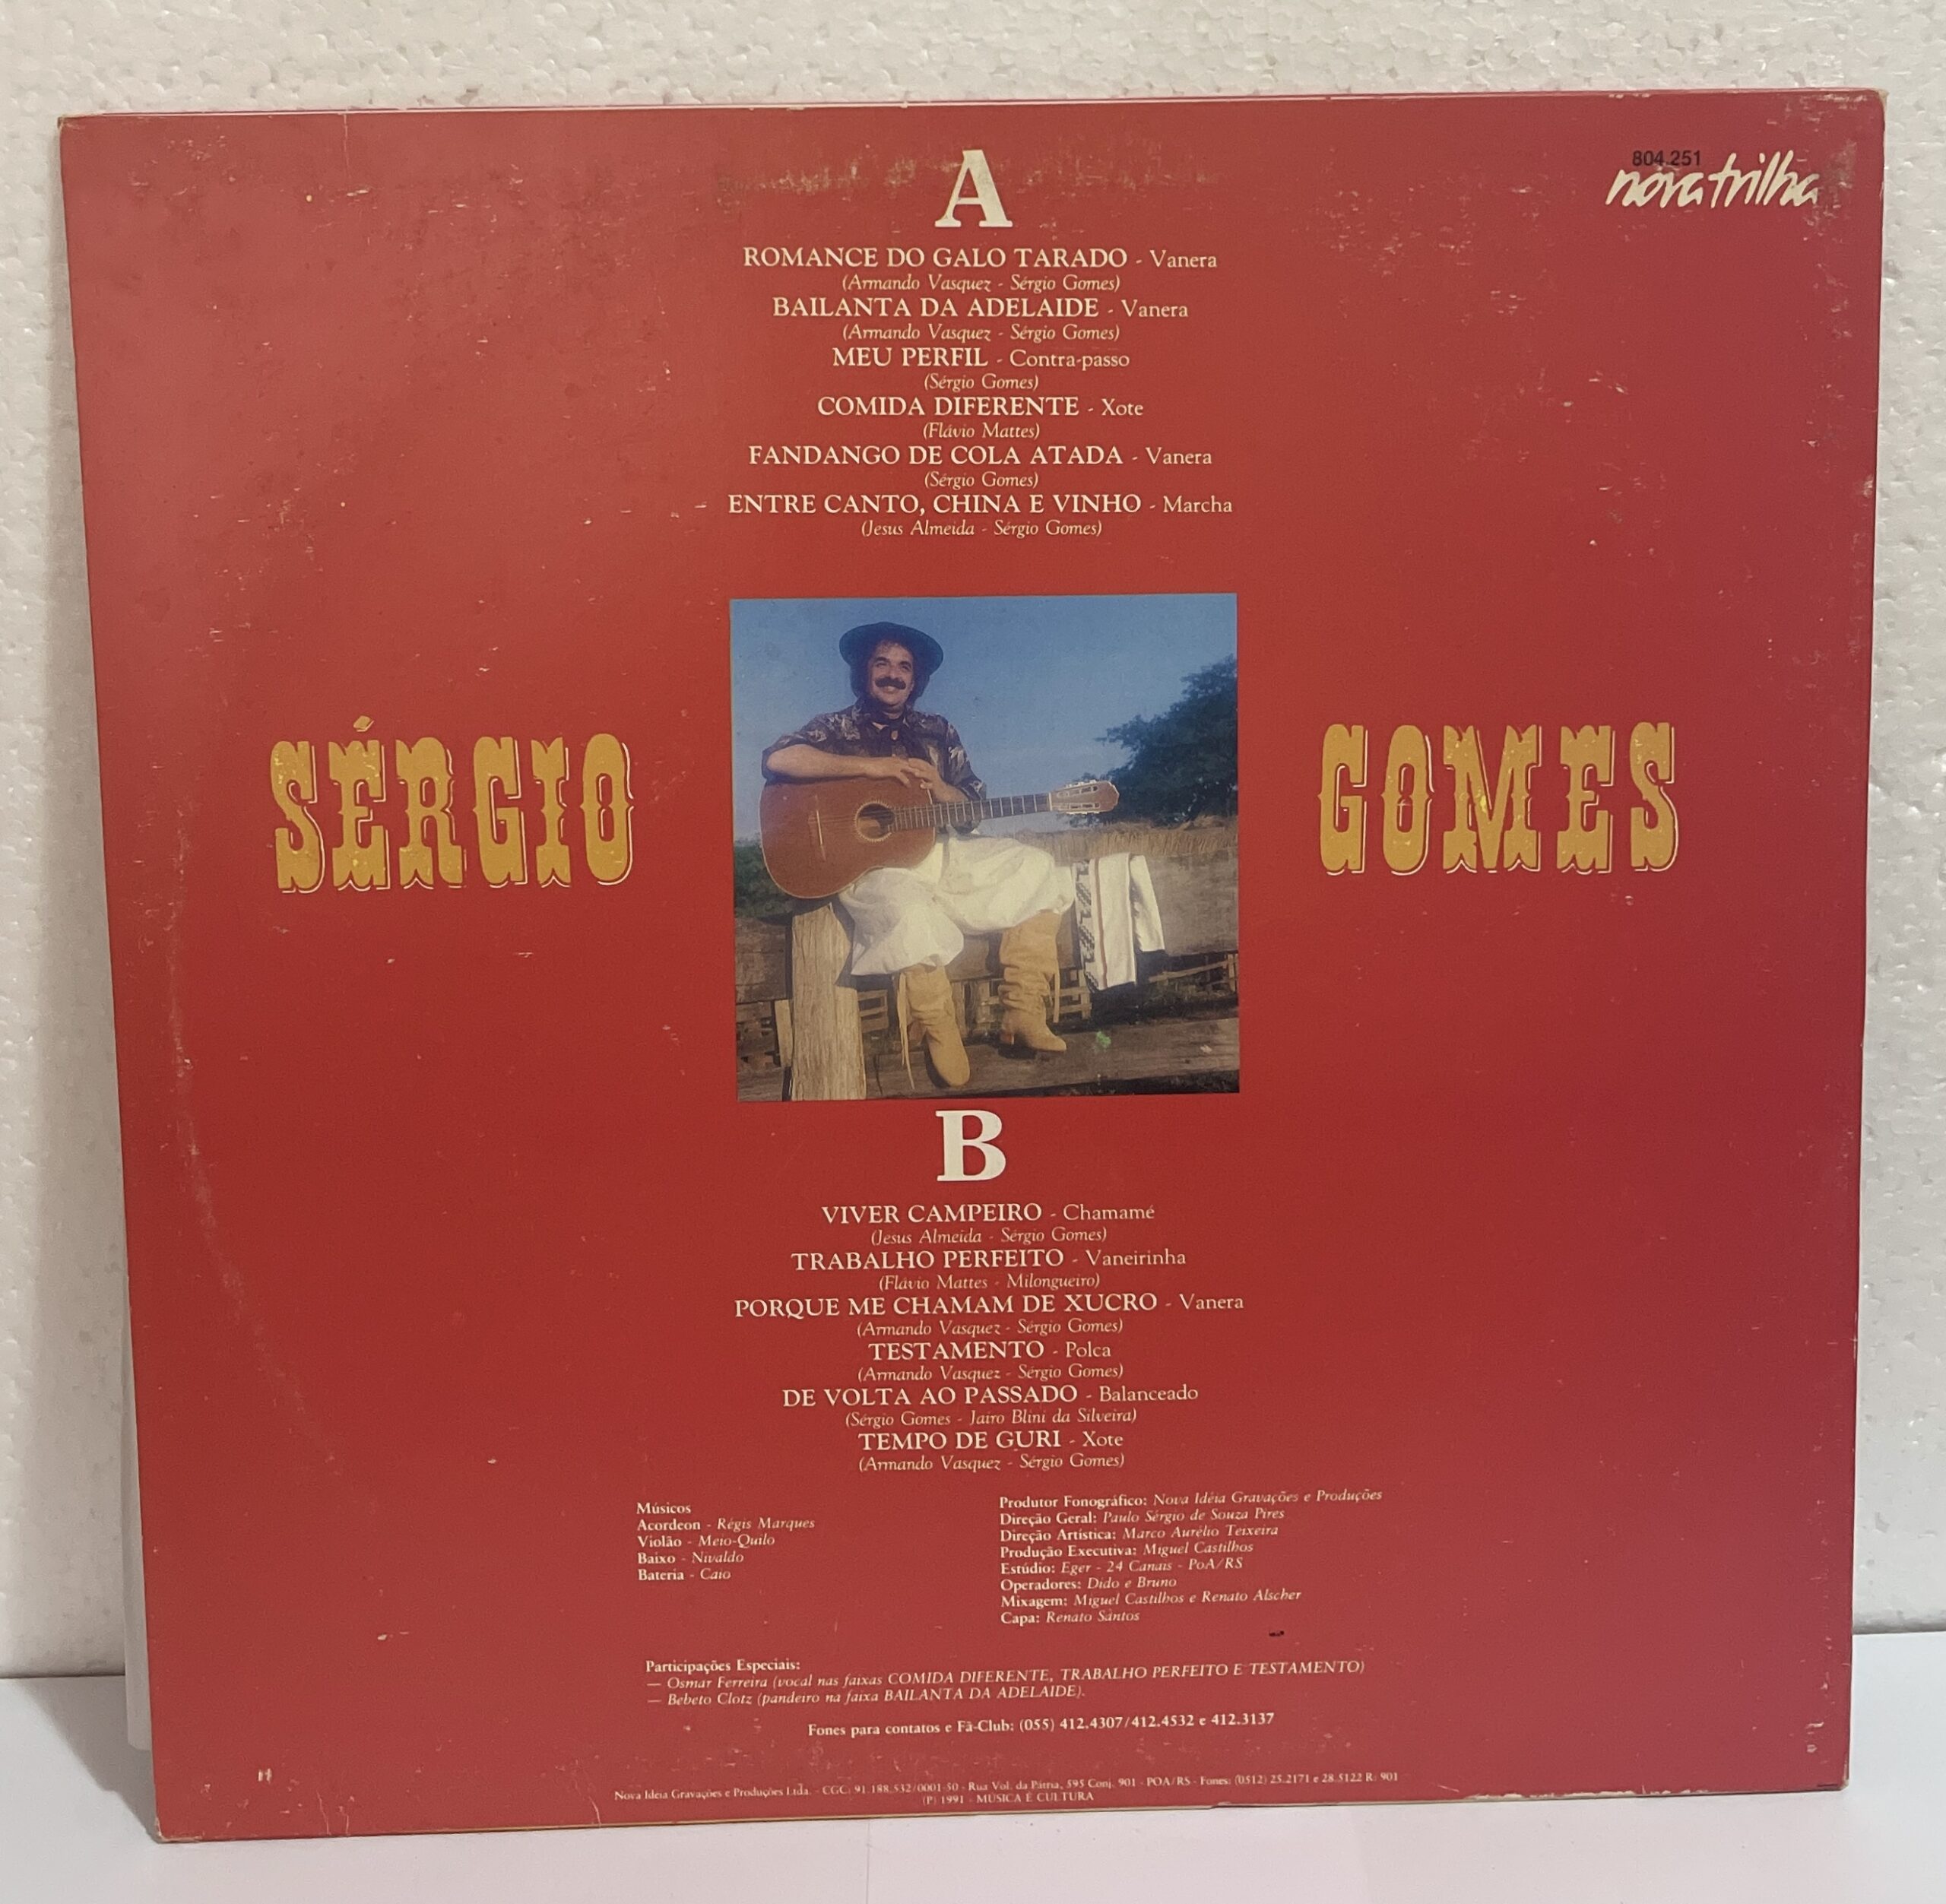 804.251
nova trilha
A
ROMANCE DO GALO TARADO - Vanera
(Armando Vasquez - Sérgio Gomes)
BAILANTA DA ADELAIDE - Vanera
(Armando Vasquez - Sérgio Gomes)
MEU PERFIL - Contra-passo
(Sérgio Gomes)
COMIDA DIFERENTE - Xote
(Flávio Mattes)
FANDANGO DE COLA ATADA - Vanera
(Sérgio Gomes)
ENTRE CANTO, CHINA E VINHO - Marcha
(Jesus Almeida - Sérgio Gomes)
SÉRGIO GOMES
B
VIVER CAMPEIRO - Chamamé
(Jesus Almeida - Sérgio Gomes)
TRABALHO PERFEITO - Vaneirinha
(Flávio Mattes - Milongueiro)
PORQUE ME CHAMAM DE XUCRO - Vanera
(Armando Vasquez - Sérgio Gomes)
TESTAMENTO - Polca
(Armando Vasquez - Sérgio Gomes)
DE VOLTA AO PASSADO - Balanceado
(Sérgio Gomes - Jairo Blini da Silveira)
TEMPO DE GURI - Xote
(Armando Vasquez - Sérgio Gomes)
Músicos
Acordeon - Régis Marques
Violão - Meio-Quilo
Baixo - Nivaldo
Bateria - Caio
Produtor Fonográfico: Nova Idéia Gravações e Produções
Direção Geral: Paulo Sérgio de Souza Pires
Direção Artística: Marco Aurélio Teixeira
Produção Executiva: Miguel Castilhos
Estúdio: Eger - 24 Canais - PoA/RS
Operadores: Dido e Bruno
Mixagem: Miguel Castilhos e Renato Alscher
Capa: Renato Santos
Participações Especiais:
— Osmar Ferreira (vocal nas faixas COMIDA DIFERENTE, TRABALHO PERFEITO E TESTAMENTO)
— Bebeto Clotz (pandeiro na faixa BAILANTA DA ADELAIDE).
Fones para contatos e Fã-Club: (055) 412.4307/412.4532 e 412.3137
Nova Idéia Gravações e Produções Ltda. - CGC: 91.188.532/0001-50 - Rua Vol. da Pátria, 595 Conj. 901 - POA/RS - Fones: (0512) 25.2171 e 28.5122 R: 901
(P) 1991 - MÚSICA É CULTURA